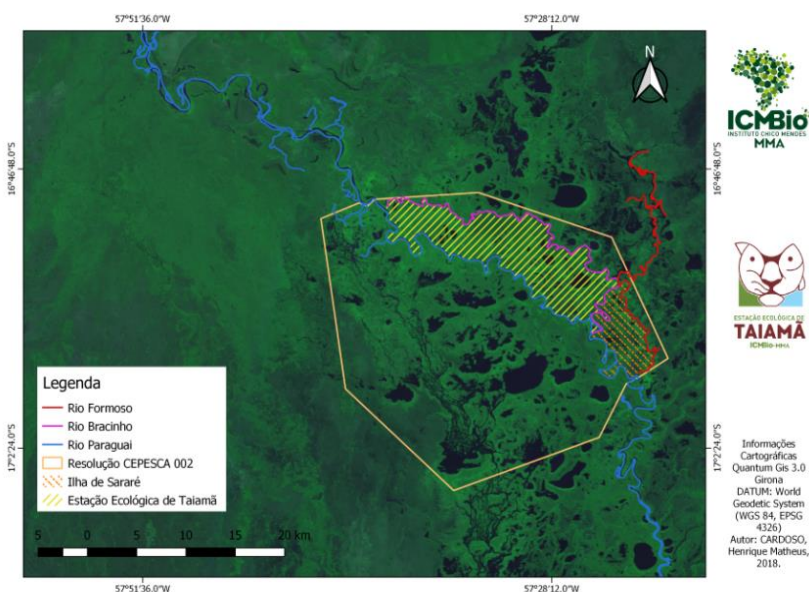 57°51'36.0"W
57°28'12.0"W
N
16°46'48.0"S
17°2'24.0"S
Legenda
Rio Formoso
Rio Bracinho
Rio Paraguai
Resolução CEPESCA 002
Ilha de Sararé
Estação Ecológica de Taiamã
5 0 5 10 15 20 km
57°51'36.0"W
57°28'12.0"W
16°46'48.0"S
17°2'24.0"S
ICMBio
INSTITUTO CHICO MENDES
MMA
ESTAÇÃO ECOLÓGICA DE
TAIAMÃ
ICMBio-MMA
Informações
Cartográficas
Quantum Gis 3.0
Girona
DATUM: World
Geodetic System
(WGS 84, EPSG
4326)
Autor: CARDOSO,
Henrique Matheus,
2018.